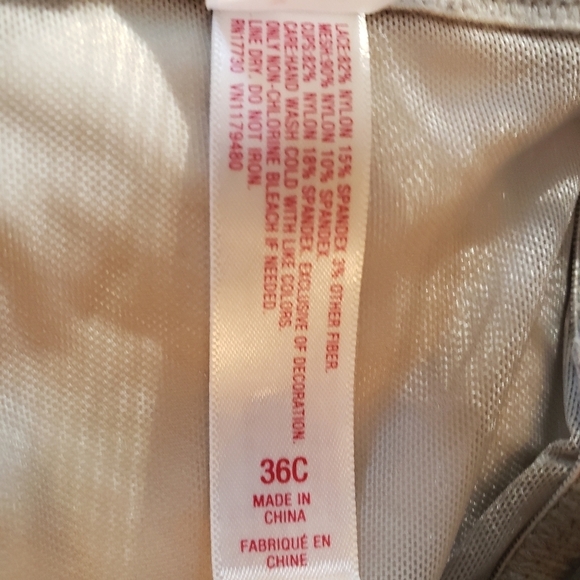 LACE:82% NYLON 15% SPANDEX 3% OTHER FIBER.
MESH:90% NYLON 10% SPANDEX.
CUPS:82% NYLON 18% SPANDEX. EXCLUSIVE OF DECORATION.
CARE:HAND WASH COLD WITH LIKE COLORS.
ONLY NON-CHLORINE BLEACH IF NEEDED.
LINE DRY. DO NOT IRON.
RN17730 VN1179480
36C
MADE IN
CHINA
FABRIQUÉ EN
CHINE